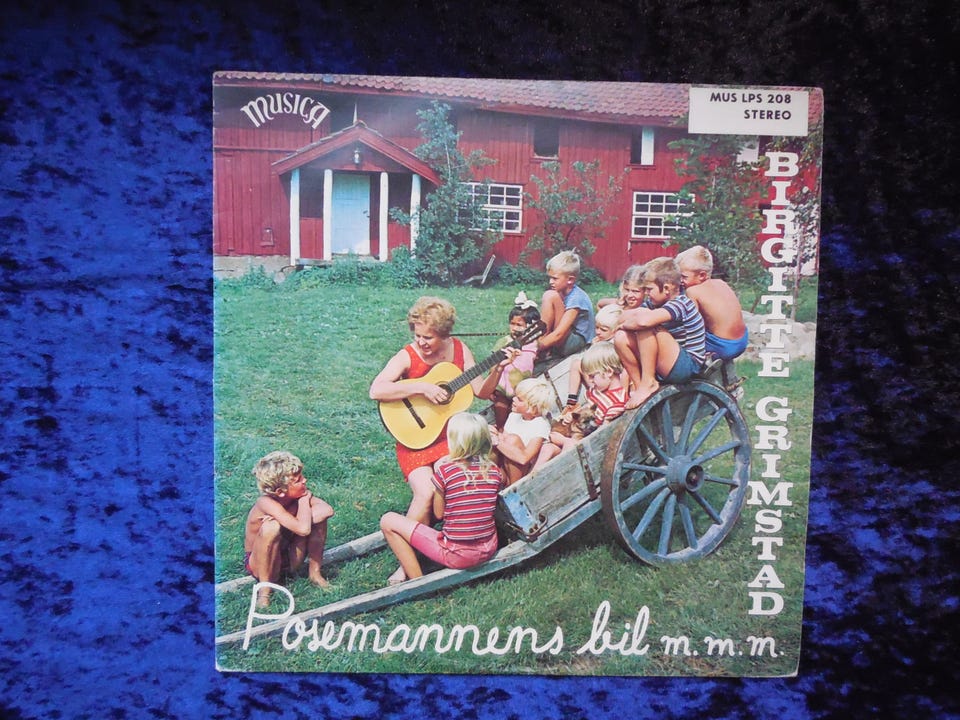 MUSICA
MUS LPS 208
STEREO
BIRGITTE GRIMSTAD
Posemannens bil m.m.m.